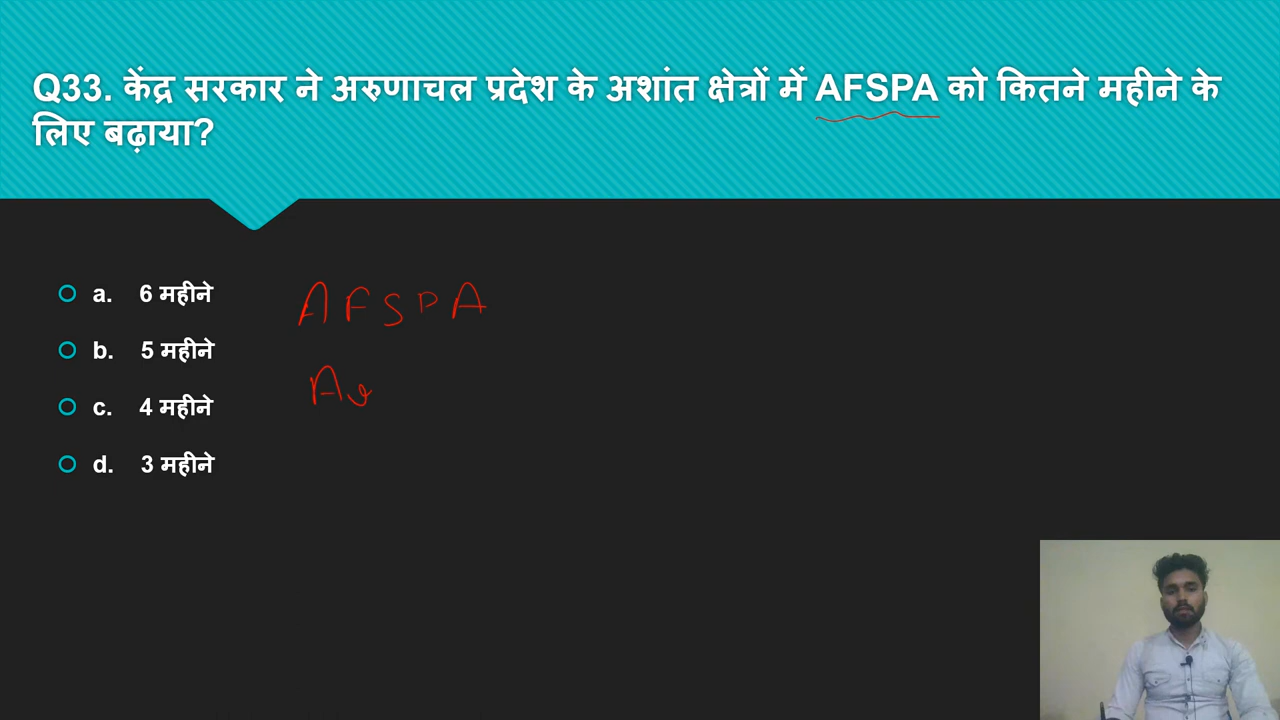 Q33. केंद्र सरकार ने अरुणाचल प्रदेश के अशांत क्षेत्रों में AFSPA को कितने महीने के
लिए बढ़ाया?
a. 6 महीने
AFSPA
b. 5 महीने
c. 4 महीने
d. 3 महीने